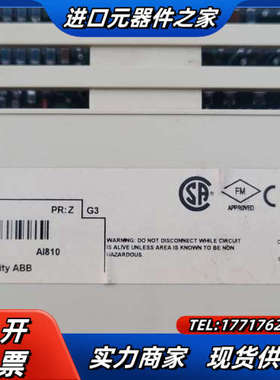 进口元器件之家
PR:Z
G3
AI810
ity ABB
SA
FM
APPROVED
WARNING: DO NOT DISCONNECT WHILE CIRCUIT
IS ALIVE UNLESS AREA IS KNOWN TO BE NON
HAZARDOUS.
开
票
TEL:1771762
实力商家 现货供